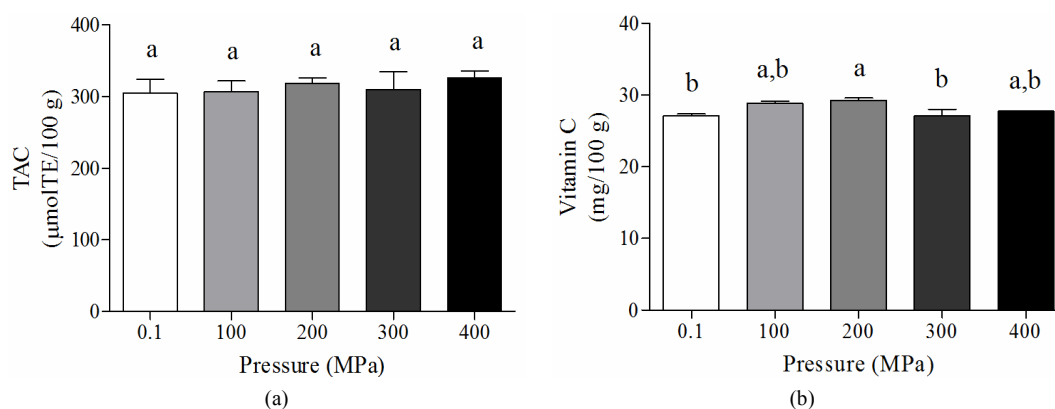 400
300
200
100
0
TAC
(µmolTE/100 g)
a
a
a
a
a
0.1
100
200
300
400
Pressure (MPa)
(a)
40
30
20
10
0
Vitamin C
(mg/100 g)
b
a,b
a
b
a,b
0.1
100
200
300
400
Pressure (MPa)
(b)